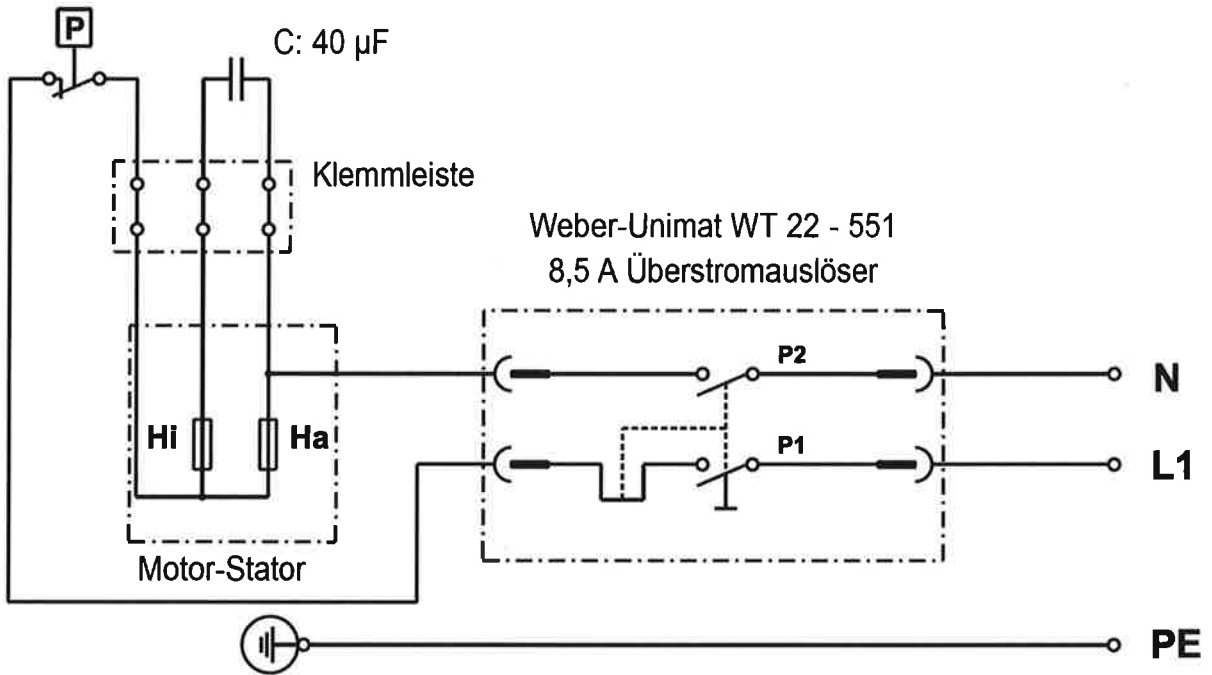 P
C: 40 µF
Klemmleiste
Weber-Unimat WT 22 - 551
8,5 A Überstromauslöser
P2
N
Hi
Ha
P1
L1
Motor-Stator
PE